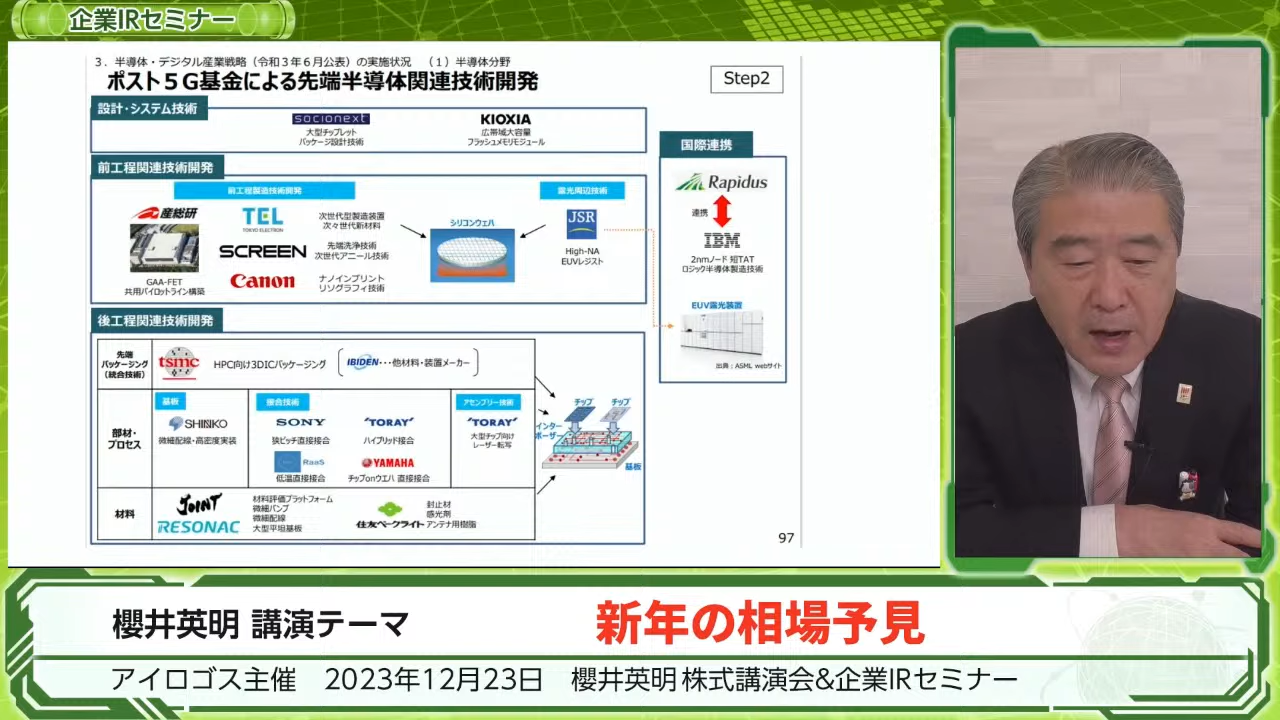 企業IRセミナー
3．半導体・デジタル産業戦略（令和3年6月公表）の実施状況　（1）半導体分野
ポスト5G基金による先端半導体関連技術開発
Step2
設計・システム技術
socionext
大型チップレット
パッケージ設計技術
KIOXIA
広帯域大容量
フラッシュメモリモジュール
前工程関連技術開発
前工程製造技術開発
露光周辺技術
産総研
GAA-FET
共用パイロットライン構築
TEL
TOKYO ELECTRON
次世代型製造装置
次々世代新材料
SCREEN
先端洗浄技術
次世代アニール技術
Canon
ナノインプリント
リソグラフィ技術
シリコンウェハ
JSR
High-NA
EUVレジスト
国際連携
Rapidus
連携
IBM
2nmノード 短TAT
ロジック半導体製造技術
EUV露光装置
出典：ASML webサイト
後工程関連技術開発
先端
パッケージング
（統合技術）
tsmc
HPC向け3DICパッケージング
IBIDEN・・・他材料・装置メーカー
部材・
プロセス
基板
SHINKO
微細配線・高密度実装
接合技術
SONY
狭ピッチ直接接合
TORAY
ハイブリッド接合
RaaS
低温直接接合
YAMAHA
チップonウエハ 直接接合
アセンブリー技術
TORAY
大型チップ向け
レーザー転写
材料
JOINT
RESONAC
材料評価プラットフォーム
微細バンプ
微細配線
大型平坦基板
住友ベークライト
封止材
感光剤
アンテナ用樹脂
チップ
チップ
インター
ポーザー
基板
97
櫻井英明 講演テーマ
新年の相場予見
アイロゴス主催　2023年12月23日　櫻井英明 株式講演会&企業IRセミナー